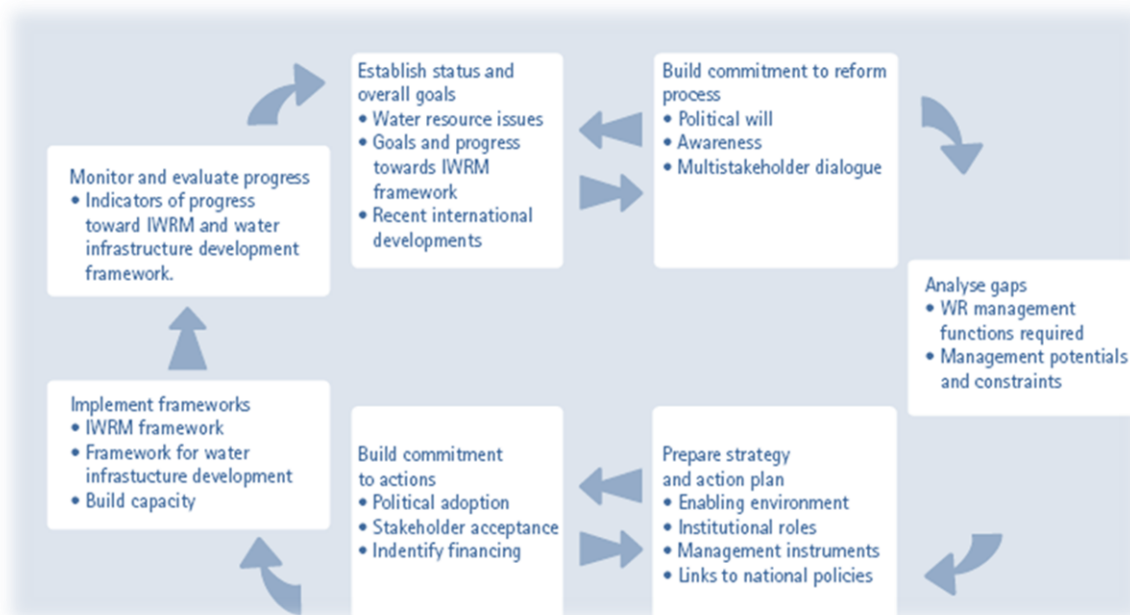 Establish status and
overall goals
• Water resource issues
• Goals and progress
towards IWRM
framework
• Recent international
developments
Build commitment to reform
process
• Political will
• Awareness
• Multistakeholder dialogue
Monitor and evaluate progress
• Indicators of progress
toward IWRM and water
infrastructure development
framework.
Analyse gaps
• WR management
functions required
• Management potentials
and constraints
Implement frameworks
• IWRM framework
• Framework for water
infrastucture development
• Build capacity
Build commitment
to actions
• Political adoption
• Stakeholder acceptance
• Indentify financing
Prepare strategy
and action plan
• Enabling environment
• Institutional roles
• Management instruments
• Links to national policies